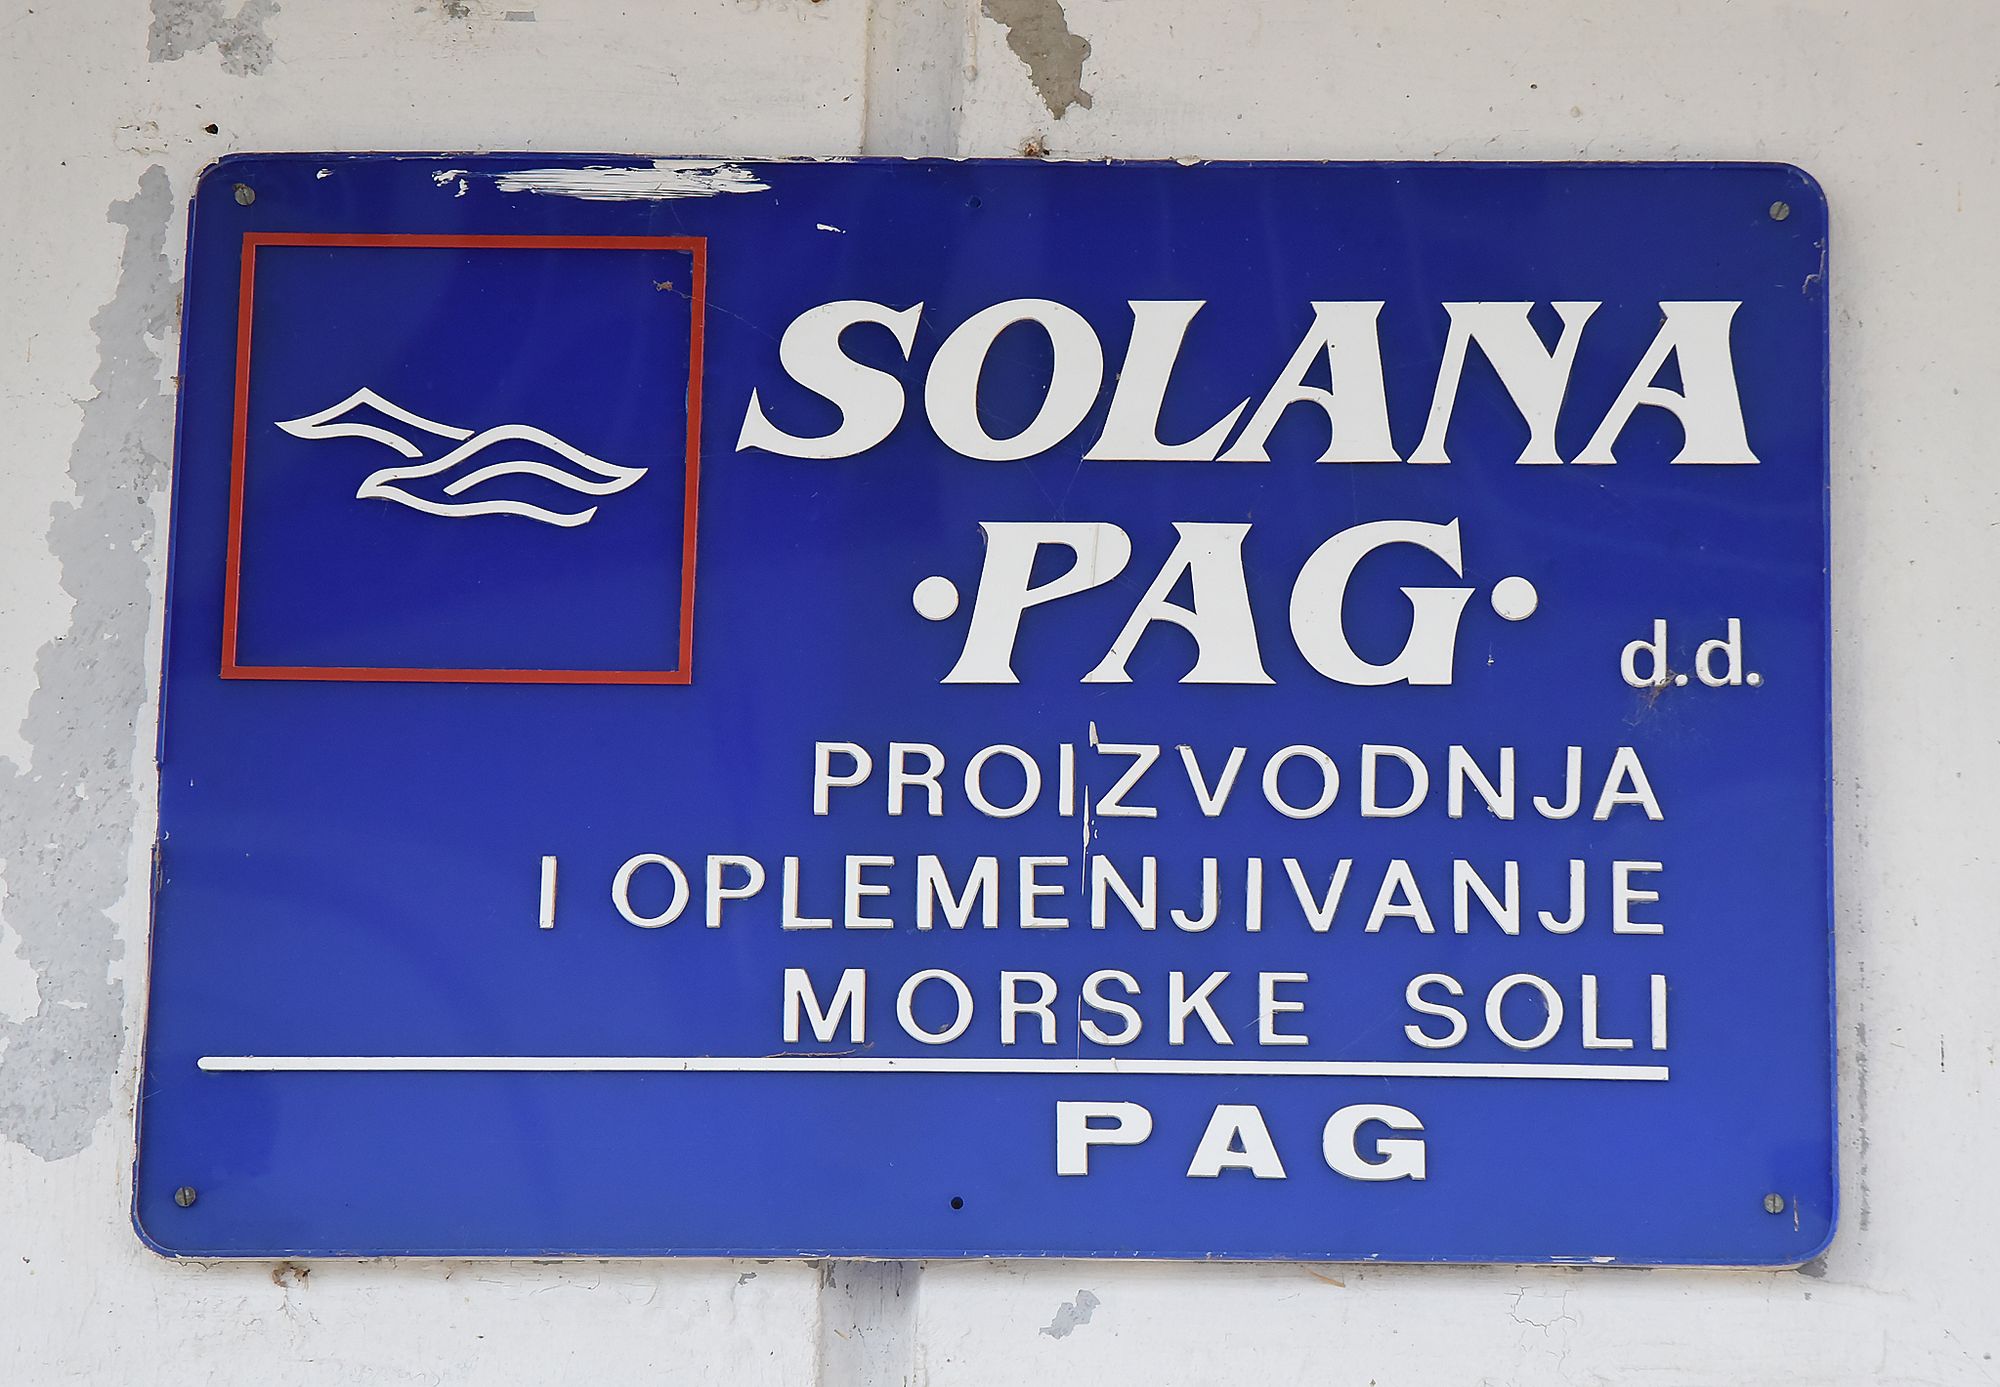 SOLANA
·PAG·
d.d.
PROIZVODNJA
I OPLEMENJIVANJE
MORSKE SOLI
PAG